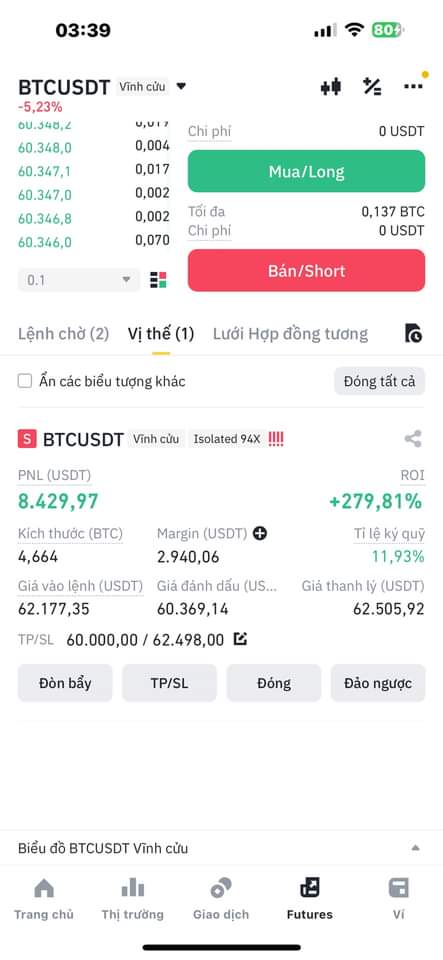 03:39
80
BTCUSDT Vĩnh cửu
-5,23%
60.348,2 0,019
60.348,0 0,004
60.347,1 0,017
60.347,0 0,002
60.346,8 0,002
60.346,0 0,070
0.1
Chi phí 0 USDT
Mua/Long
Tối đa 0,137 BTC
Chi phí 0 USDT
Bán/Short
Lệnh chờ (2) Vị thế (1) Lưới Hợp đồng tương
Ẩn các biểu tượng khác Đóng tất cả
S BTCUSDT Vĩnh cửu Isolated 94X !!!!
PNL (USDT) ROI
8.429,97 +279,81%
Kích thước (BTC) Margin (USDT) Tỉ lệ ký quỹ
4,664 2.940,06 11,93%
Giá vào lệnh (USDT) Giá đánh dấu (US... Giá thanh lý (USDT)
62.177,35 60.369,14 62.505,92
TP/SL 60.000,00 / 62.498,00
Đòn bẩy TP/SL Đóng Đảo ngược
Biểu đồ BTCUSDT Vĩnh cửu
Trang chủ Thị trường Giao dịch Futures Ví